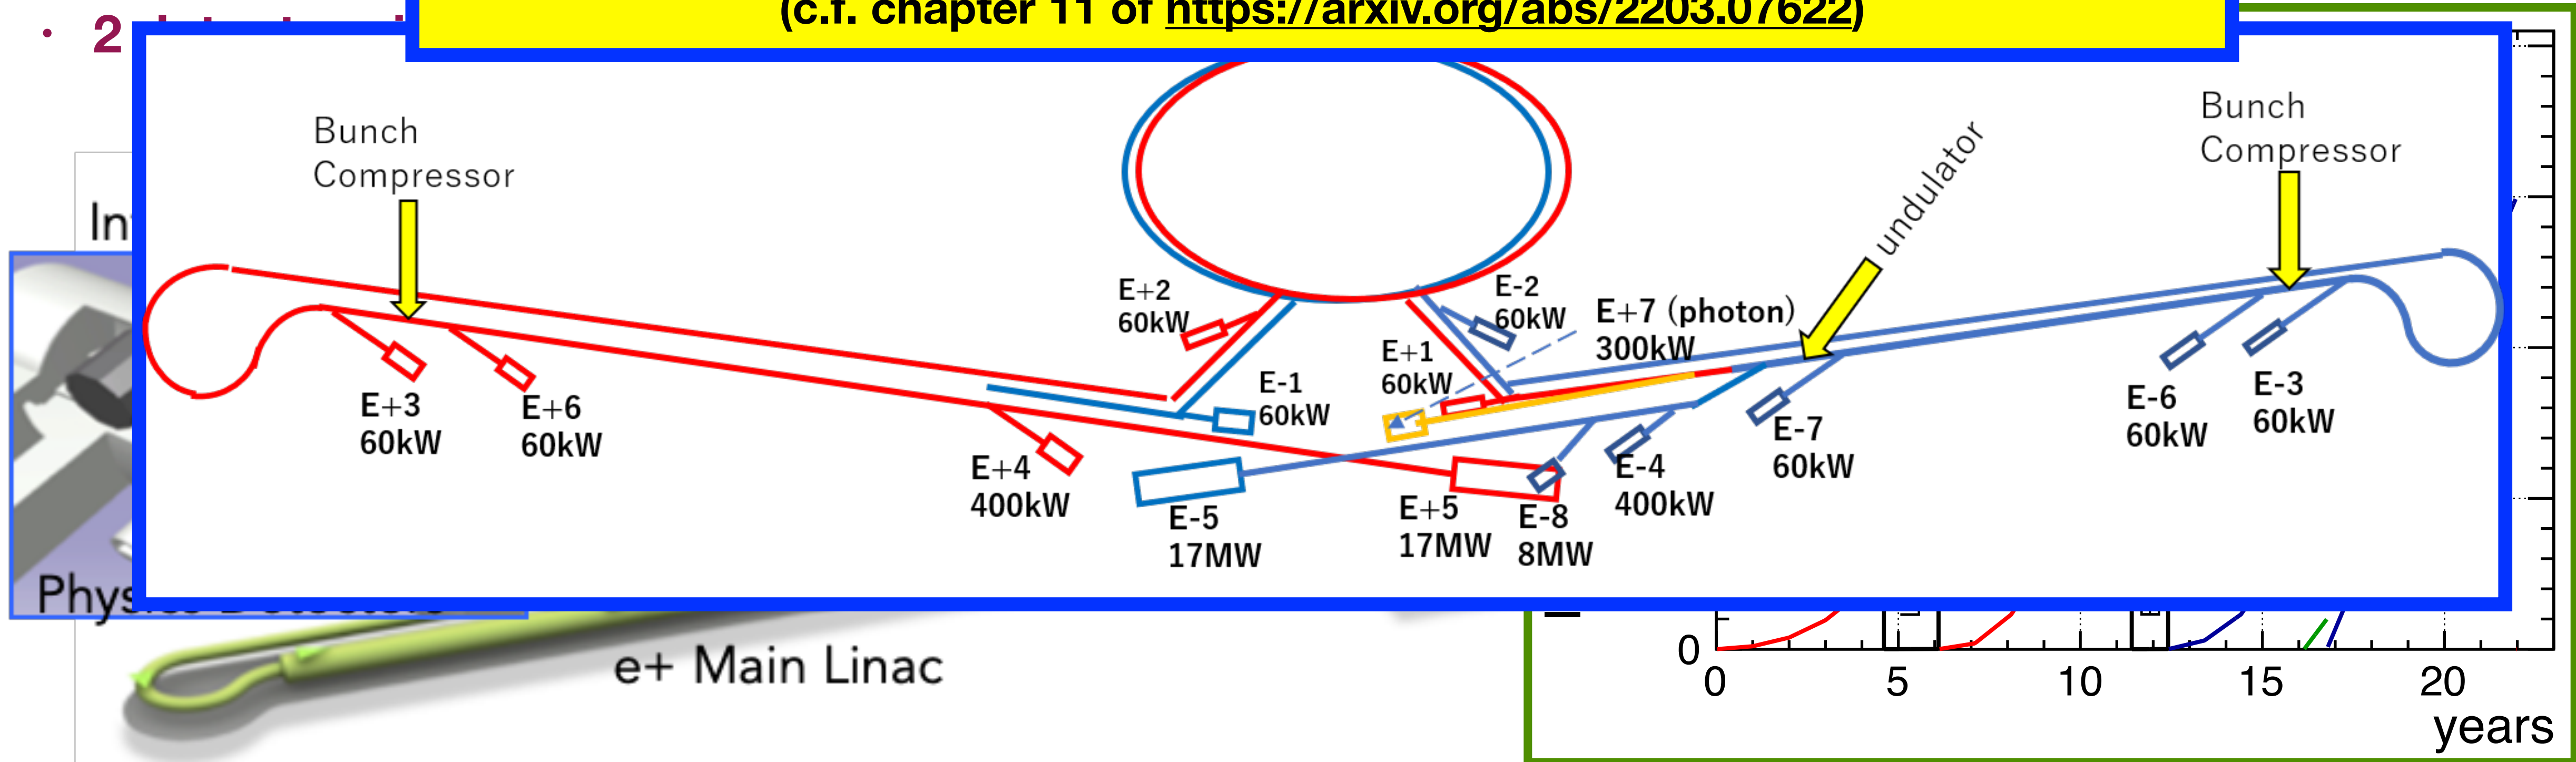 (c.f. chapter 11 of https://arxiv.org/abs/2203.07622)
• 2
Bunch
Compressor
Bunch
Compressor
undulator
E+2
60kW
E-2
60kW
E+7 (photon)
300kW
E+1
60kW
E-1
60kW
E+3
60kW
E+6
60kW
E-6
60kW
E-3
60kW
E-7
60kW
E+4
400kW
E-4
400kW
E-5
17MW
E+5
17MW
E-8
8MW
e+ Main Linac
0
0
5
10
15
20
years